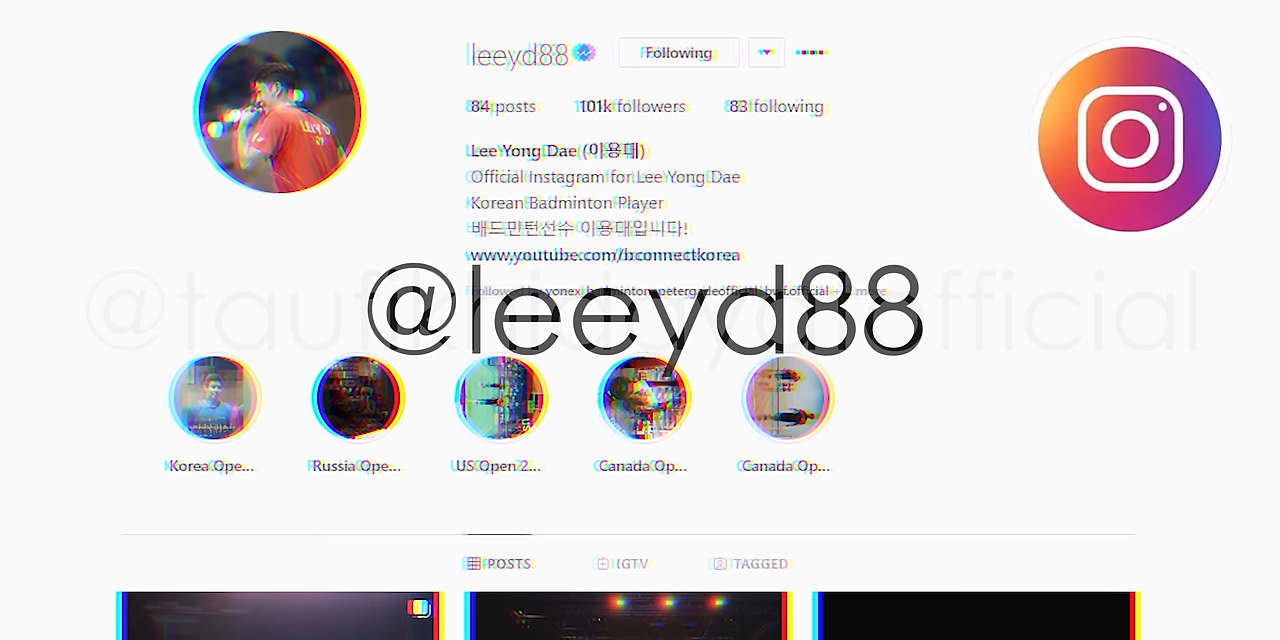 leeyd88
Following
84 posts
101k followers
83 following
Lee Yong Dae (이용대)
Official Instagram for Lee Yong Dae
Korean Badminton Player
배드민턴선수 이용대입니다!
www.youtube.com/bconnectkorea
@leeyd88
Korea Ope...
Russia Ope...
US Open 2...
Canada Op...
Canada Op...
POSTS
IGTV
TAGGED